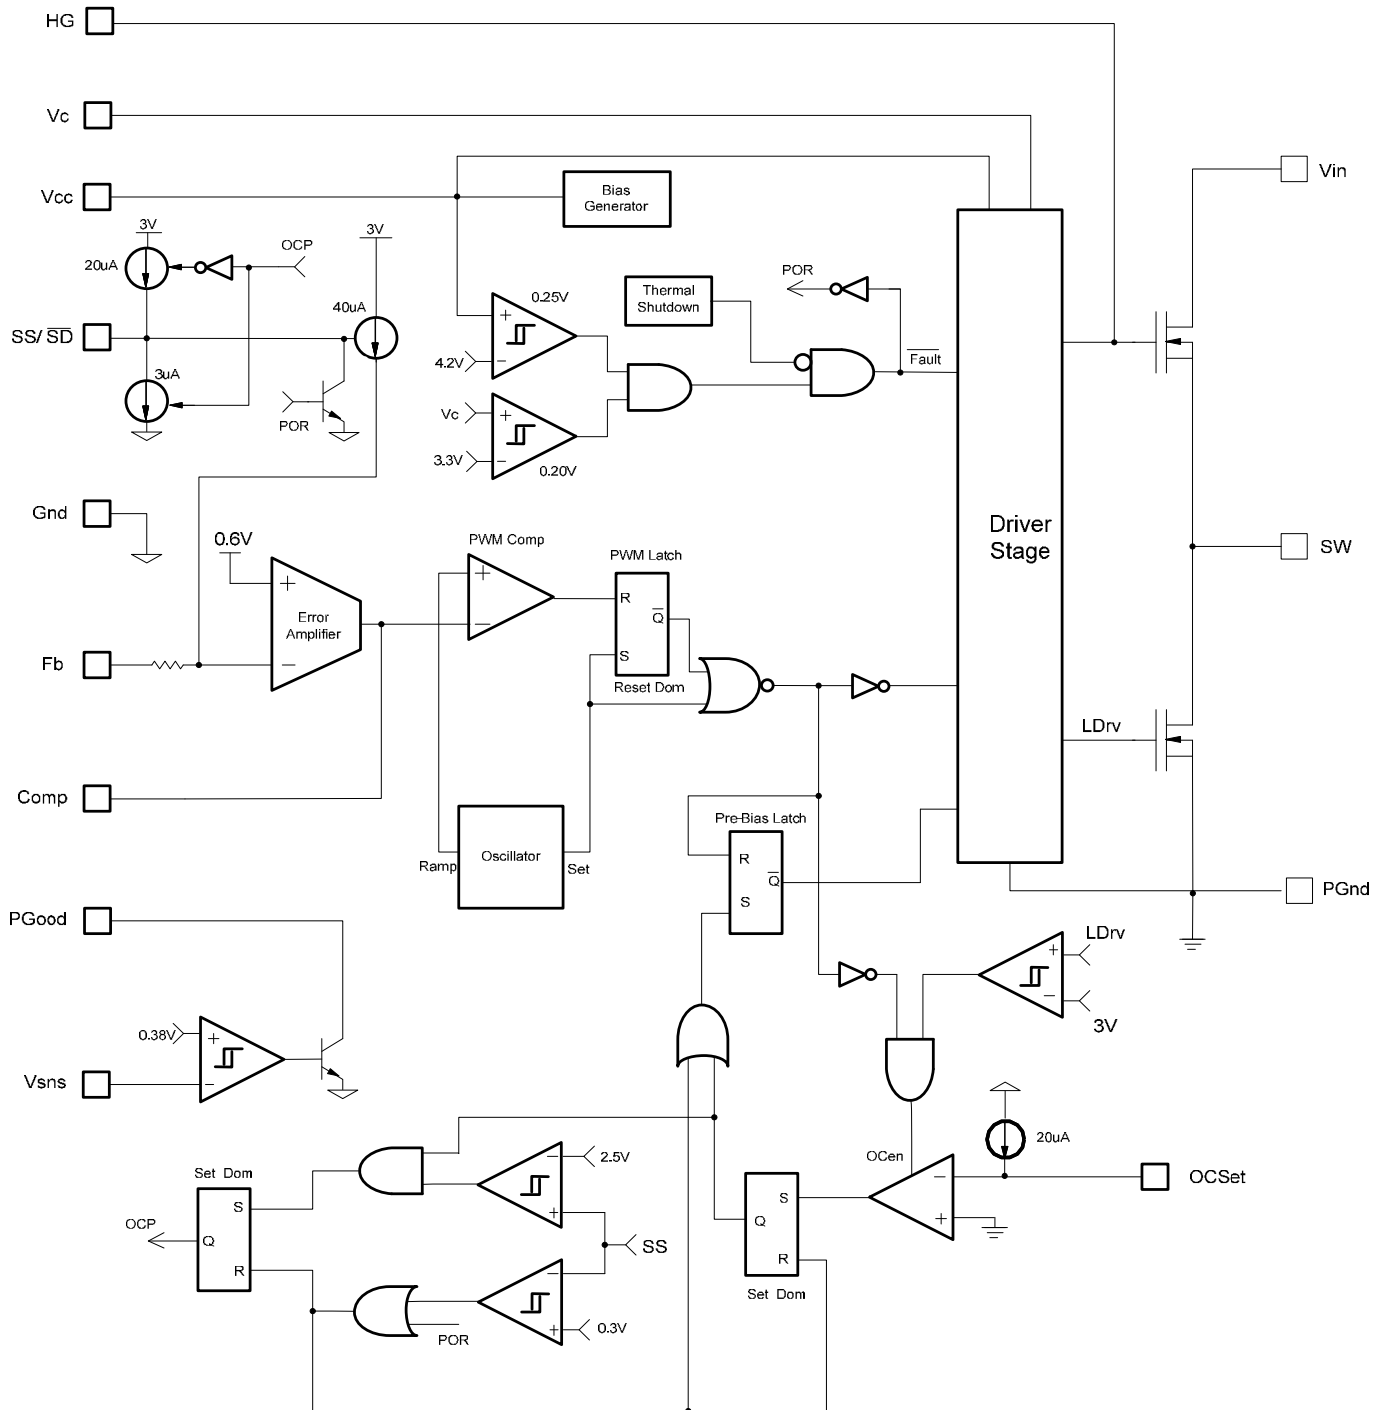 HG
Vc
Vcc
Bias
Generator
Vin
3V
20uA
OCP
3V
40uA
SS/SD
3uA
POR
0.25V
4.2V
Vc
3.3V
0.20V
Thermal
Shutdown
POR
Fault
Gnd
0.6V
+
Error
Amplifier
−
Fb
PWM Comp
+
−
PWM Latch
R
Q
S
Reset Dom
Driver
Stage
SW
LDrv
Comp
Ramp
Oscillator
Set
Pre-Bias Latch
R
Q
S
PGnd
PGood
LDrv
+
−
3V
0.38V
+
−
Vsns
20uA
OCen
−
+
OCSet
Set Dom
S
Q
R
OCP
−
2.5V
+
SS
−
+
0.3V
POR
S
Q
R
Set Dom